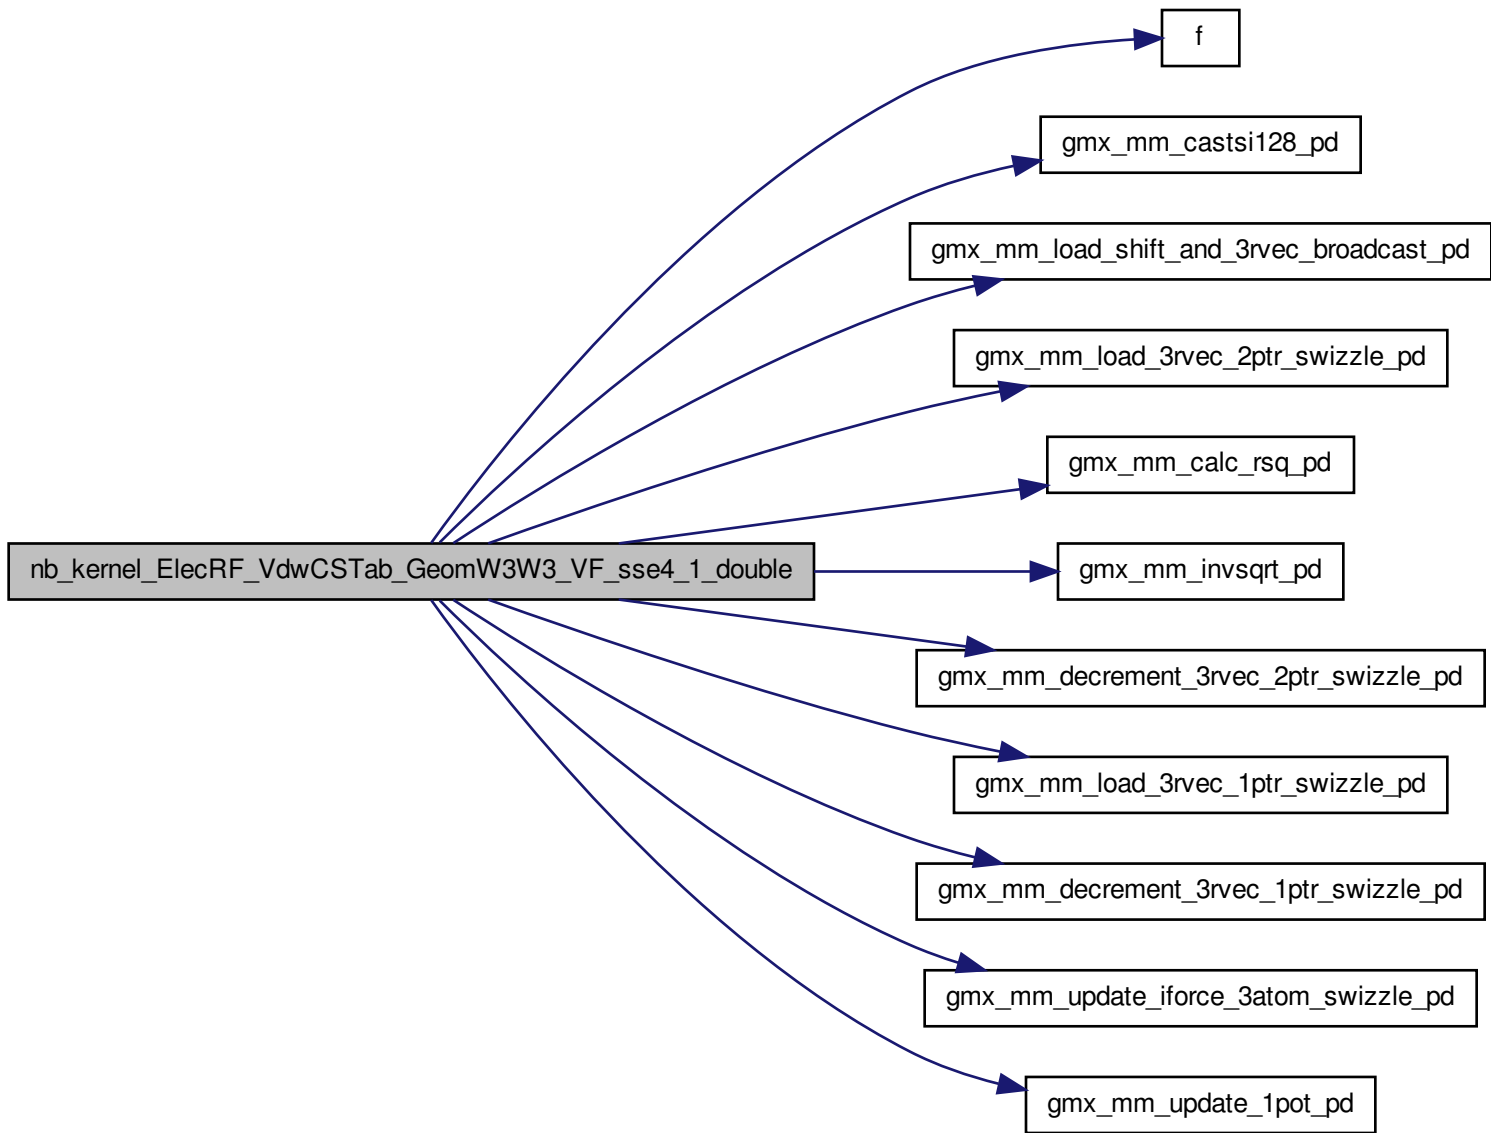 f
gmx_mm_castsi128_pd
gmx_mm_load_shift_and_3rvec_broadcast_pd
gmx_mm_load_3rvec_2ptr_swizzle_pd
gmx_mm_calc_rsq_pd
nb_kernel_ElecRF_VdwCSTab_GeomW3W3_VF_sse4_1_double
gmx_mm_invsqrt_pd
gmx_mm_decrement_3rvec_2ptr_swizzle_pd
gmx_mm_load_3rvec_1ptr_swizzle_pd
gmx_mm_decrement_3rvec_1ptr_swizzle_pd
gmx_mm_update_iforce_3atom_swizzle_pd
gmx_mm_update_1pot_pd